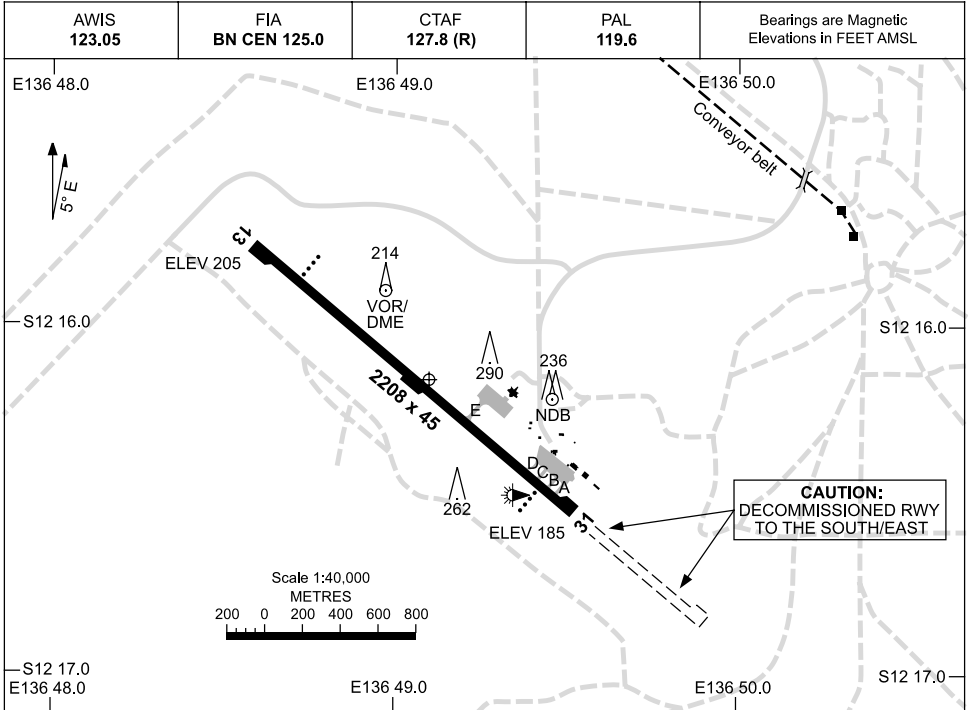 AWIS
123.05
FIA
BN CEN 125.0
CTAF
127.8 (R)
PAL
119.6
Bearings are Magnetic
Elevations in FEET AMSL
E136 48.0
E136 49.0
E136 50.0
Conveyor belt
5° E
13
ELEV 205
214
VOR/
DME
S12 16.0
S12 16.0
290
236
NDB
2208 x 45
E
D
C
B
A
262
ELEV 185
31
CAUTION:
DECOMMISSIONED RWY
TO THE SOUTH/EAST
Scale 1:40,000
METRES
200 0 200 400 600 800
S12 17.0
S12 17.0
E136 48.0
E136 49.0
E136 50.0